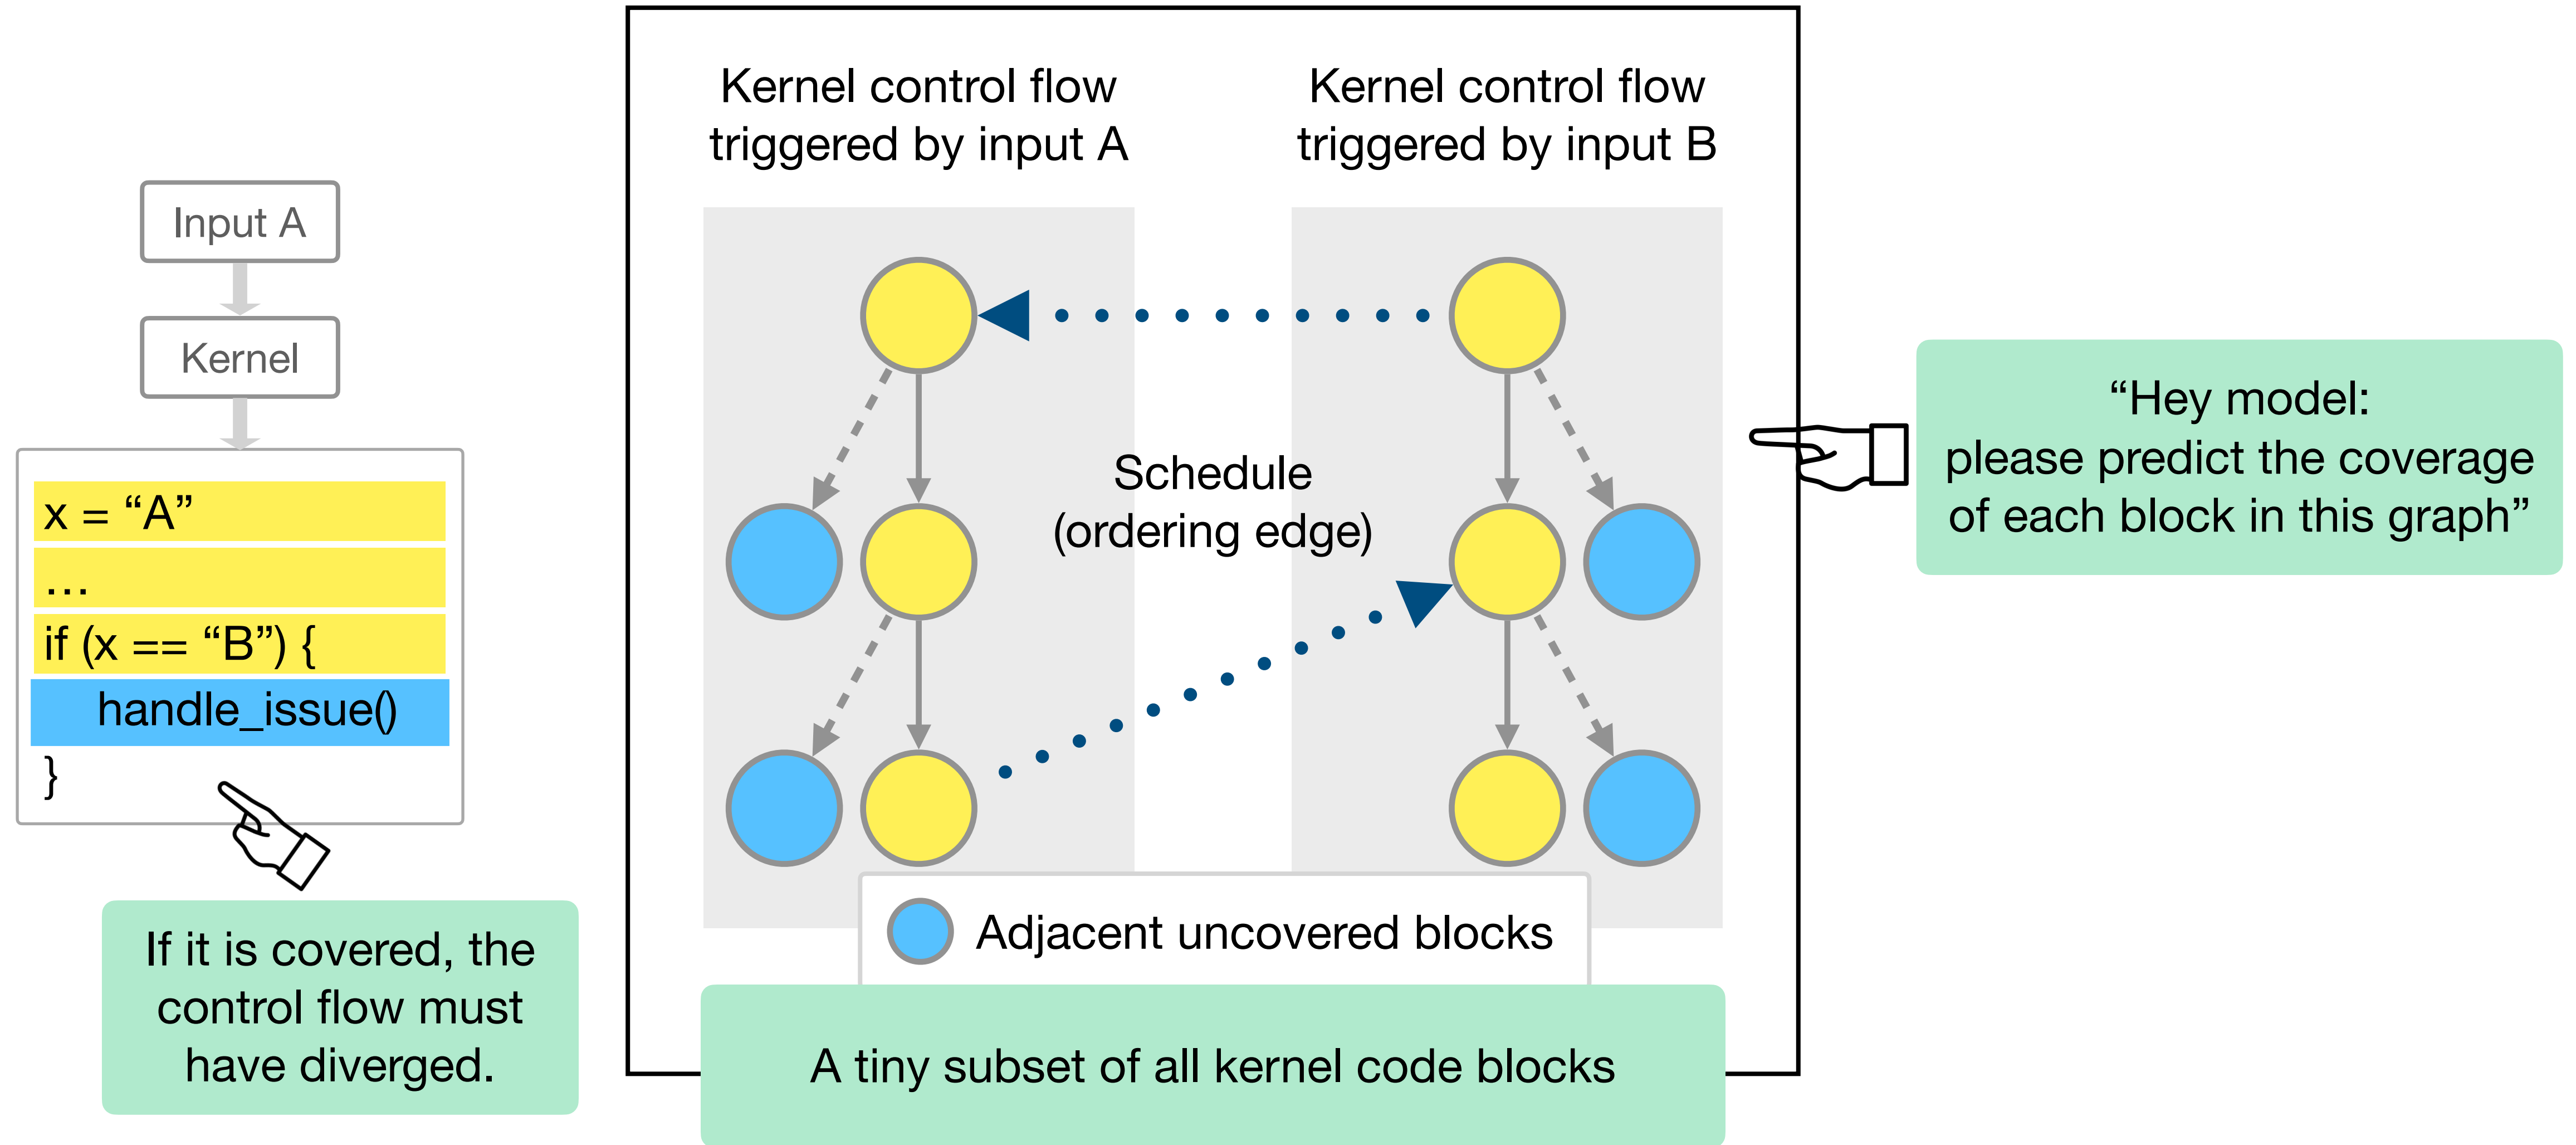 Input A
Kernel
x = “A”
...
if (x == “B”) {
handle_issue()
}
If it is covered, the
control flow must
have diverged.
Kernel control flow
triggered by input A
Kernel control flow
triggered by input B
Schedule
(ordering edge)
Adjacent uncovered blocks
A tiny subset of all kernel code blocks
“Hey model:
please predict the coverage
of each block in this graph”